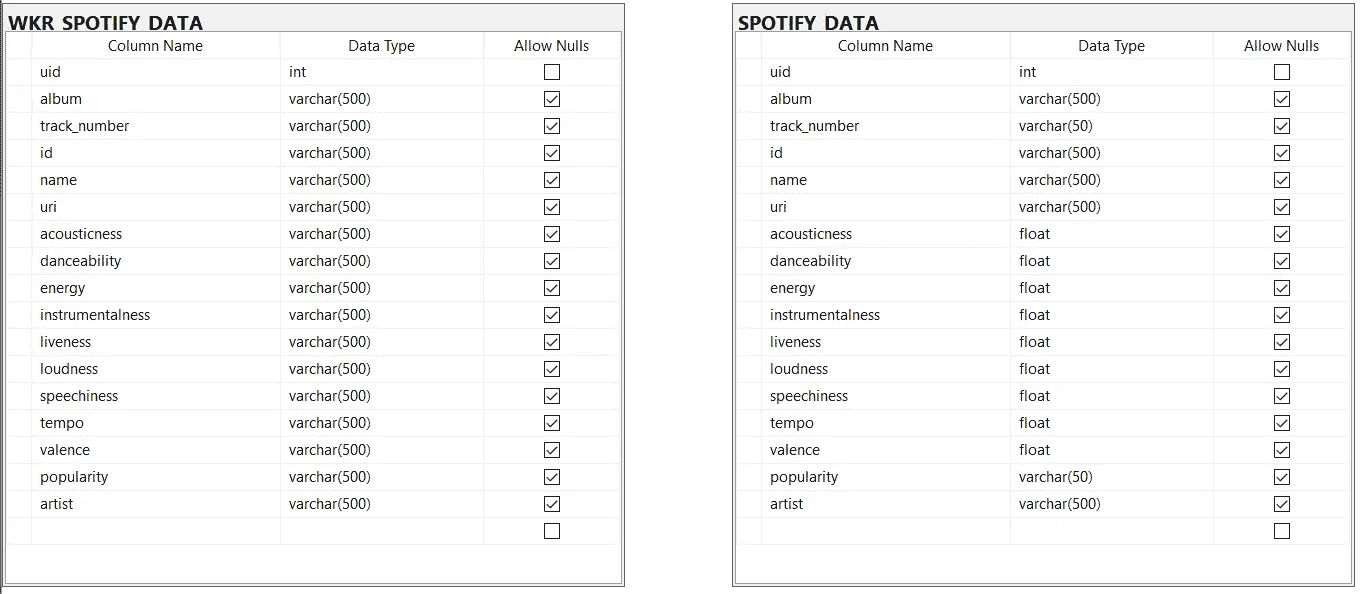 WKR SPOTIFY DATA
Column Name Data Type Allow Nulls
uid int
album varchar(500)
track_number varchar(500)
id varchar(500)
name varchar(500)
uri varchar(500)
acousticness varchar(500)
danceability varchar(500)
energy varchar(500)
instrumentalness varchar(500)
liveness varchar(500)
loudness varchar(500)
speechiness varchar(500)
tempo varchar(500)
valence varchar(500)
popularity varchar(500)
artist varchar(500)
SPOTIFY DATA
Column Name Data Type Allow Nulls
uid int
album varchar(500)
track_number varchar(50)
id varchar(500)
name varchar(500)
uri varchar(500)
acousticness float
danceability float
energy float
instrumentalness float
liveness float
loudness float
speechiness float
tempo float
valence float
popularity varchar(50)
artist varchar(500)